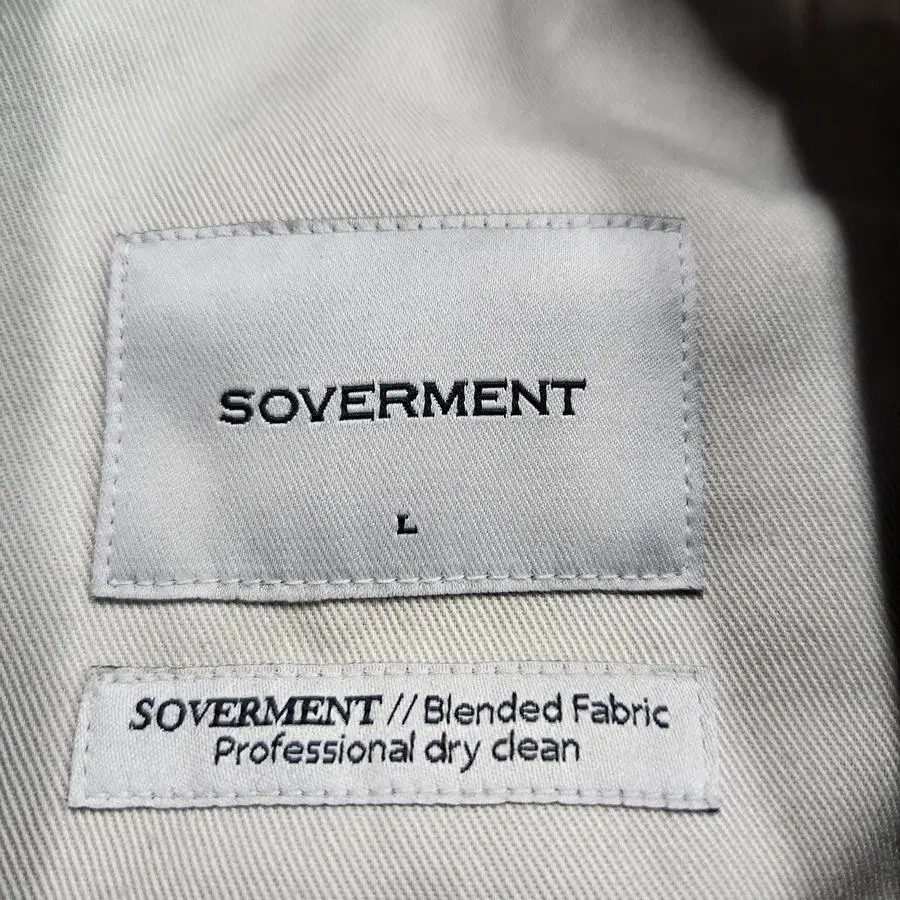 SOVERMENT
L
SOVERMENT // Blended Fabric
Professional dry clean